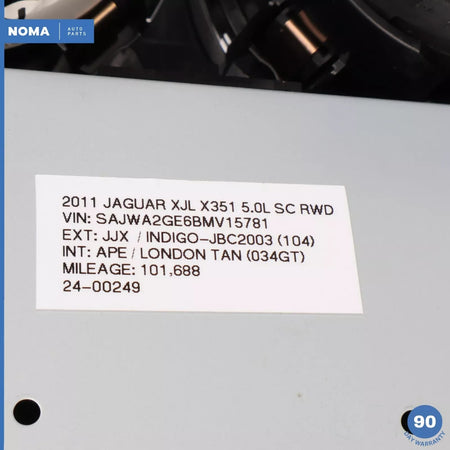 NOMA AUTO PARTS
2011 JAGUAR XJL X351 5.0L SC RWD
VIN: SAJWA2GE6BMV15781
EXT: JJX / INDIGO-JBC2003 (104)
INT: APE / LONDON TAN (034GT)
MILEAGE: 101,688
24-00249
90
DAY WARRANTY